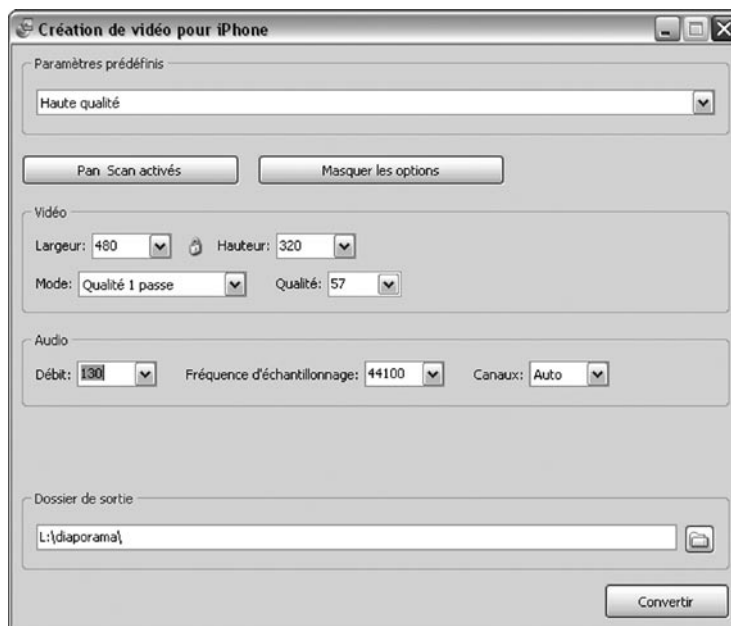 Création de vidéo pour iPhone
Paramètres prédéfinis
Haute qualité
Pan Scan activés Masquer les options
Vidéo
Largeur: 480 Hauteur: 320
Mode: Qualité 1 passe Qualité: 57
Audio
Débit: 130 Fréquence d'échantillonnage: 44100 Canaux: Auto
Dossier de sortie
L:\diaporama\
Convertir